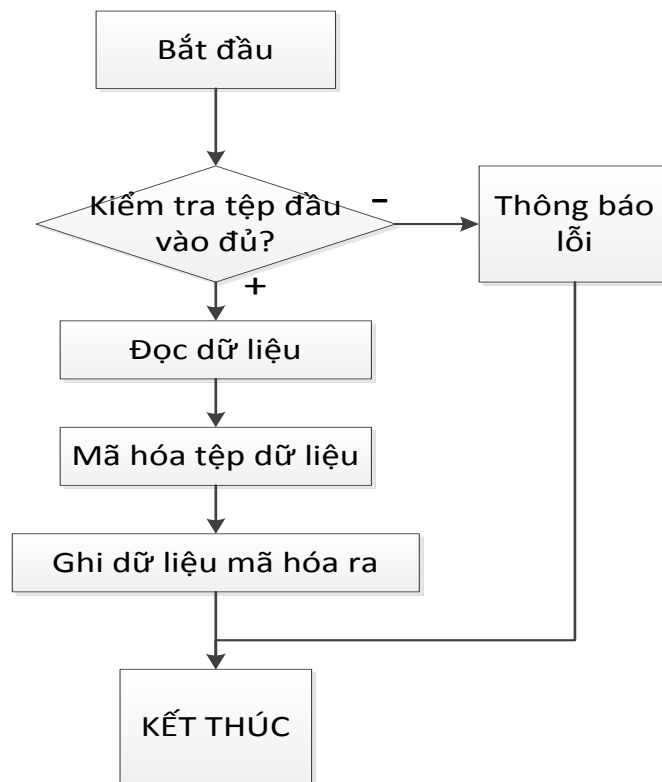 Bắt đầu
Kiểm tra tệp đầu
vào đủ?
-
Thông báo
lỗi
+
Đọc dữ liệu
Mã hóa tệp dữ liệu
Ghi dữ liệu mã hóa ra
KẾT THÚC